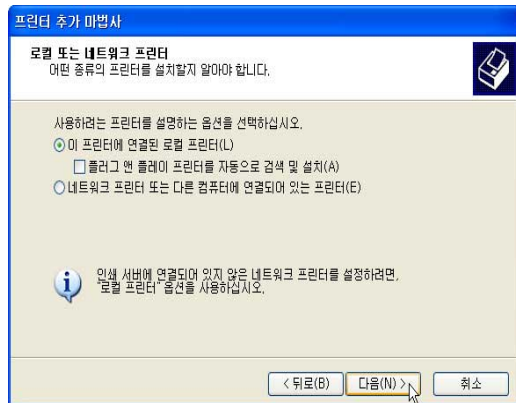 프린터 추가 마법사
로컬 또는 네트워크 프린터
어떤 종류의 프린터를 설치할지 알아야 합니다.
사용하려는 프린터를 설명하는 옵션을 선택하십시오.
이 프린터에 연결된 로컬 프린터(L)
플러그 앤 플레이 프린터를 자동으로 검색 및 설치(A)
네트워크 프린터 또는 다른 컴퓨터에 연결되어 있는 프린터(E)
인쇄 서버에 연결되어 있지 않은 네트워크 프린터를 설정하려면,
"로컬 프린터" 옵션을 사용하십시오.
< 뒤로(B) 다음(N) > 취소